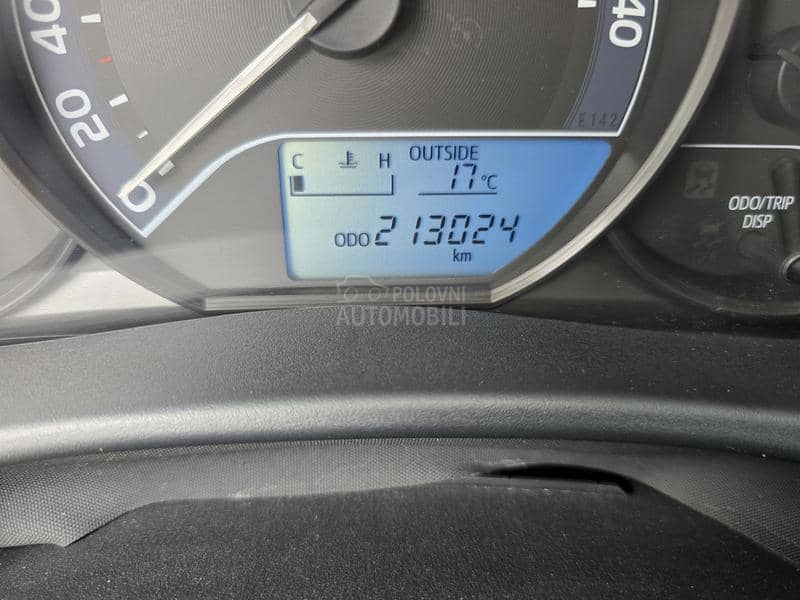 40
20
0
40
E142
C H OUTSIDE
17°C
ODO 213024
km
ODO/TRIP
DISP
POLOVNI
AUTOMOBILI